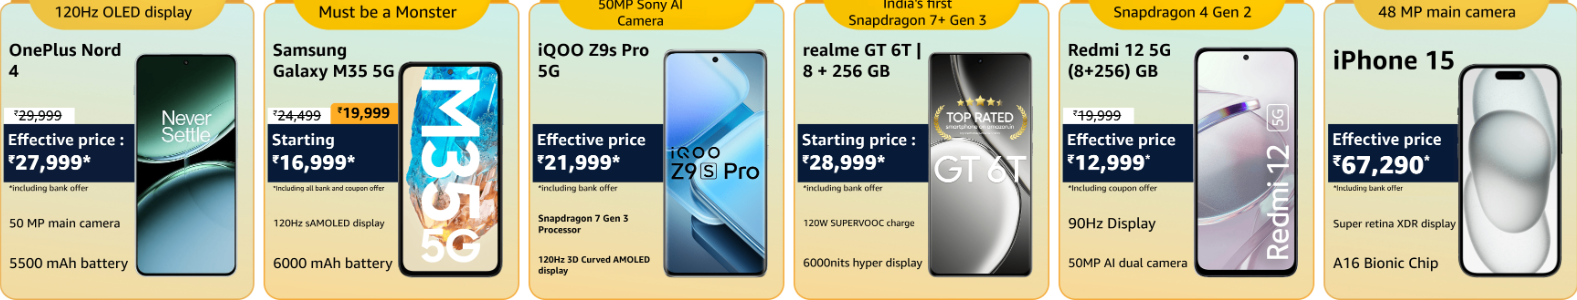 120Hz OLED display
OnePlus Nord
4
₹29,999
Effective price :
₹27,999*
*including bank offer
50 MP main camera
5500 mAh battery
Never
Settle
Must be a Monster
Samsung
Galaxy M35 5G
₹24,499
₹19,999
Starting
₹16,999*
*Including all bank and coupon offer
120Hz sAMOLED display
6000 mAh battery
M35
5G
50MP Sony AI
Camera
iQOO Z9s Pro
5G
Effective price
₹21,999*
*including bank offer
Snapdragon 7 Gen 3
Processor
120Hz 3D Curved AMOLED
display
iQOO
Z9S Pro
India's first
Snapdragon 7+ Gen 3
realme GT 6T |
8 + 256 GB
Starting price :
₹28,999*
*including bank offer
120W SUPERVOOC charge
6000nits hyper display
TOP RATED
smartphone on amazon.in
GT 6T
Snapdragon 4 Gen 2
Redmi 12 5G
(8+256) GB
₹19,999
Effective price
₹12,999*
*Including coupon offer
90Hz Display
50MP AI dual camera
Redmi 12 5G
48 MP main camera
iPhone 15
Effective price
₹67,290*
*Including bank offer
Super retina XDR display
A16 Bionic Chip